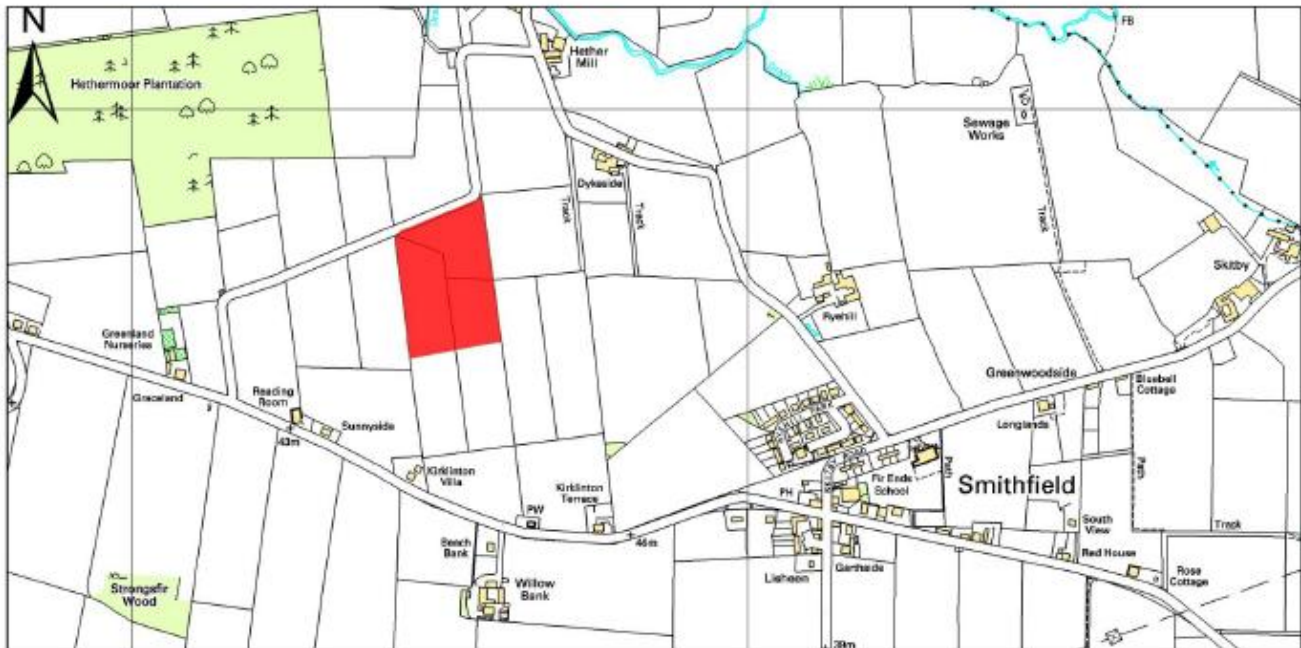 N
Hethermoor Plantation
Hether
Mill
FB
Sewage
Works
Dykeside
Track
Track
Track
Skitby
Ryehill
Greenland
Nurseries
Graceland
Reading
Room
Sunnyside
43m
Greenwoodside
Bluebell
Cottage
Longlands
Kirklinton
Villa
Kirklinton
Terrace
PW
PH
Fir Ends
School
Path
Path
Smithfield
Beech
Bank
Willow
Bank
46m
South
View
Track
Red House
Rose
Cottage
Lisheen
Garthside
Strongsfir
Wood
39m